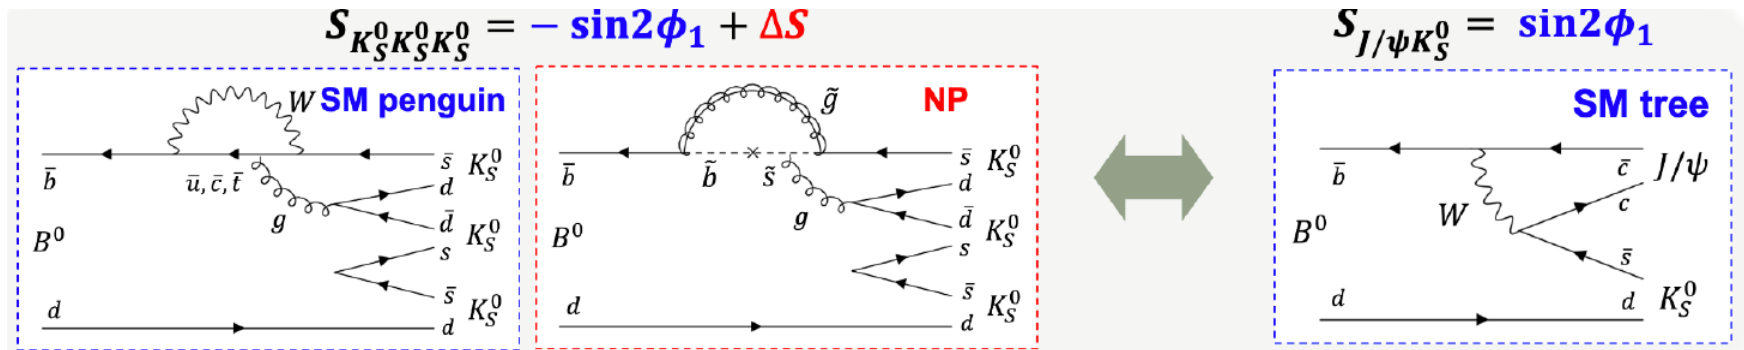 S_{K_S^0 K_S^0 K_S^0} = − sin2ϕ_1 + ΔS
S_{J/ψK_S^0} = sin2ϕ_1
W SM penguin
b̄
ū, c̄, t̄
g
B^0
d
s̄ K_S^0
d
d̄ K_S^0
s
s̄ K_S^0
d
g̃ NP
b̄
b̃ s̃
g
B^0
d
s̄ K_S^0
d
d̄ K_S^0
s
s̄ K_S^0
d
SM tree
b̄
W
B^0
d
c̄ J/ψ
c
s̄
d K_S^0